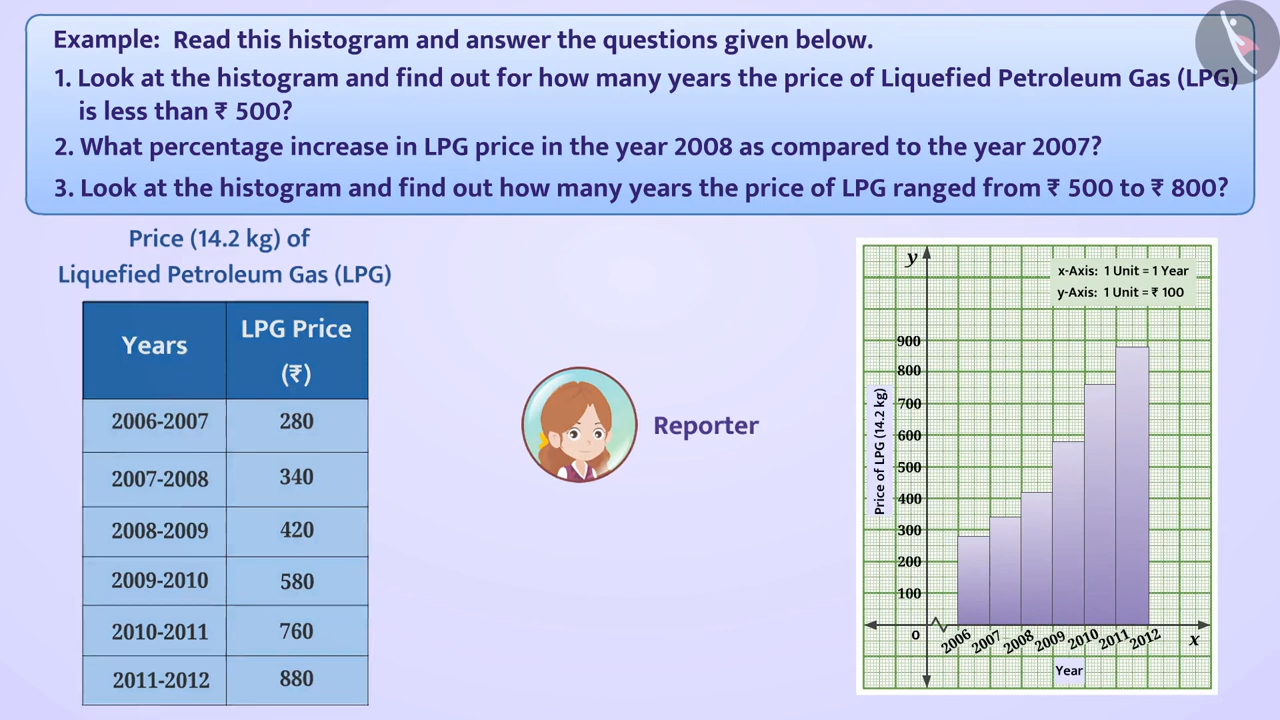 Example: Read this histogram and answer the questions given below.
1. Look at the histogram and find out for how many years the price of Liquefied Petroleum Gas (LPG)
is less than ₹ 500?
2. What percentage increase in LPG price in the year 2008 as compared to the year 2007?
3. Look at the histogram and find out how many years the price of LPG ranged from ₹ 500 to ₹ 800?
Price (14.2 kg) of
Liquefied Petroleum Gas (LPG)
Years
LPG Price
(₹)
2006-2007 280
2007-2008 340
2008-2009 420
2009-2010 580
2010-2011 760
2011-2012 880
Reporter
y
x-Axis: 1 Unit = 1 Year
y-Axis: 1 Unit = ₹ 100
900
800
700
600
500
400
300
200
100
Price of LPG (14.2 kg)
o
2006 2007 2008 2009 2010 2011 2012
x
Year